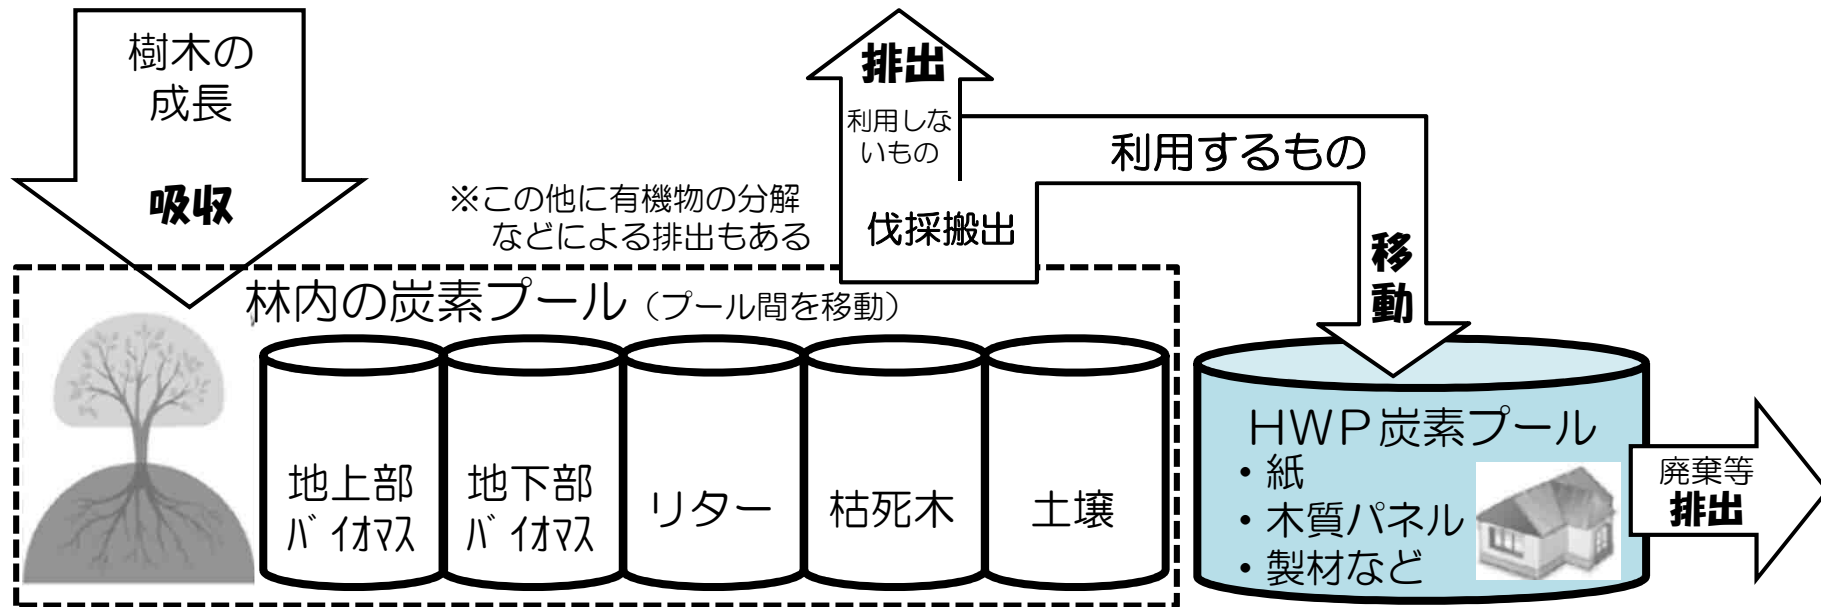 樹木の
成長
吸収
排出
利用しな
いもの
利用するもの
※この他に有機物の分解
などによる排出もある
伐採搬出
移
動
林内の炭素プール（プール間を移動）
地上部
ﾊﾞｲｵﾏｽ
地下部
ﾊﾞｲｵﾏｽ
リター
枯死木
土壌
ＨＷＰ炭素プール
・紙
・木質パネル
・製材など
廃棄等
排出